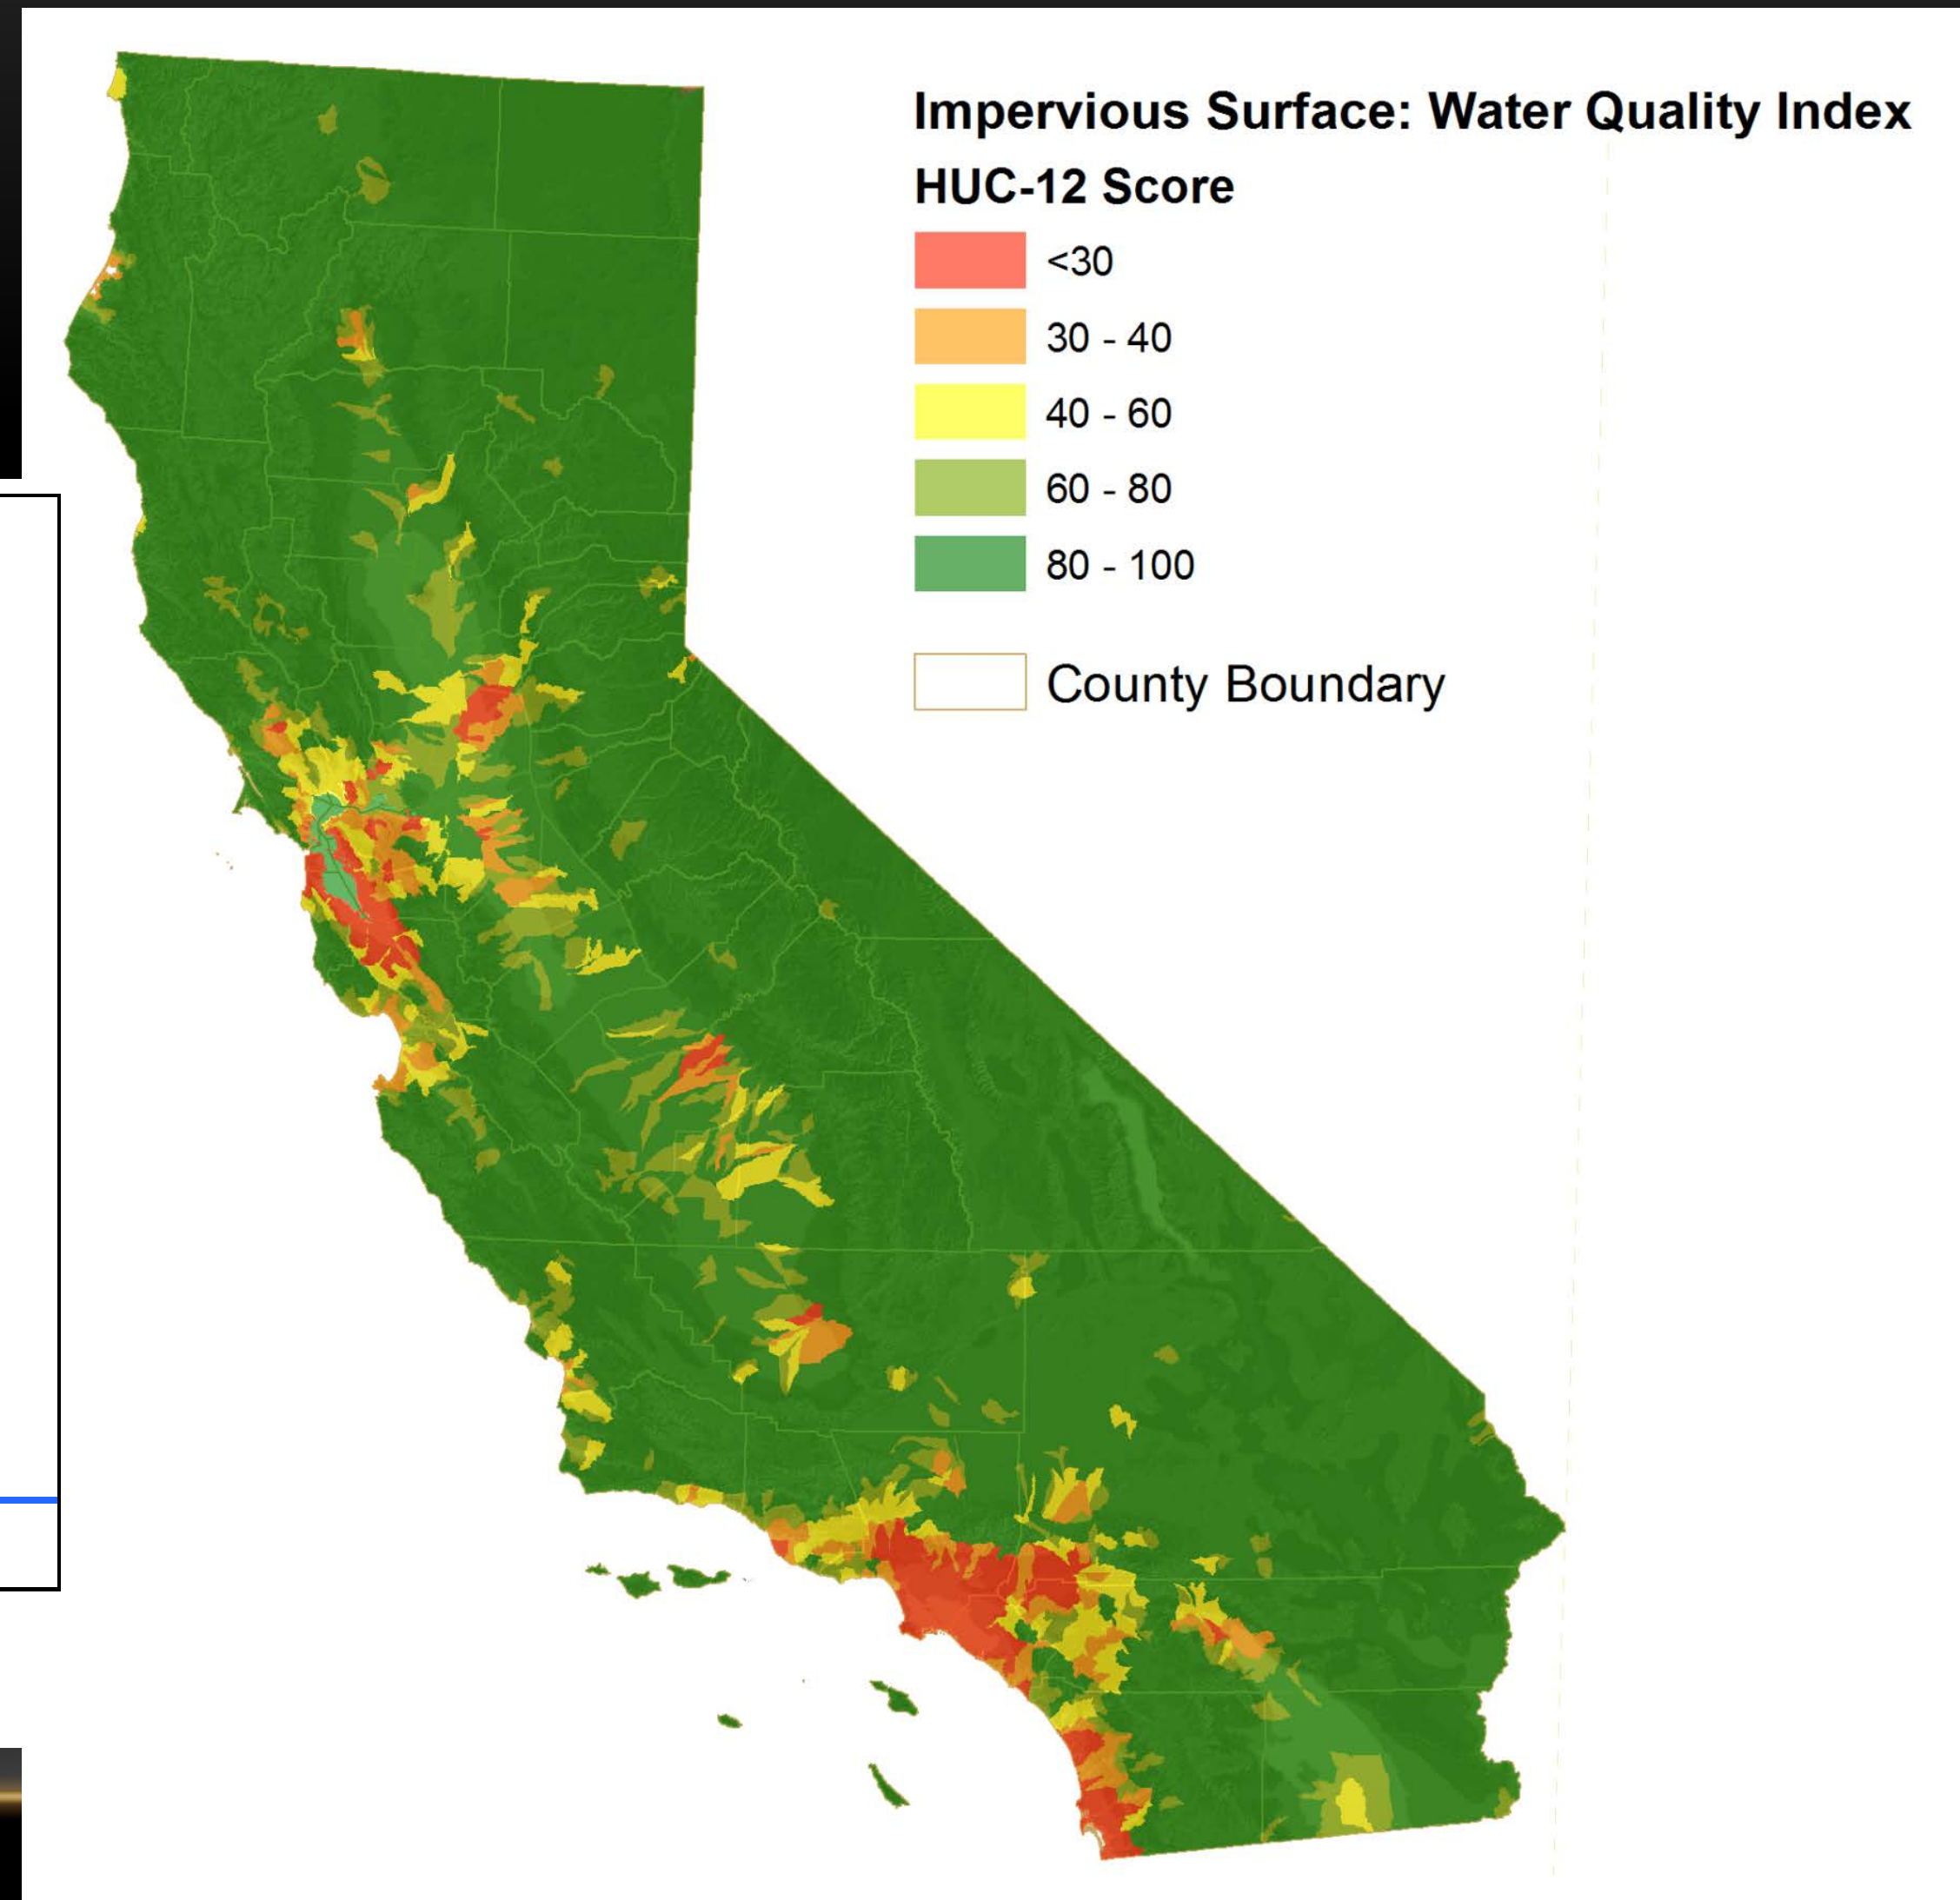 Impervious Surface: Water Quality Index
HUC-12 Score
<30
30 - 40
40 - 60
60 - 80
80 - 100
County Boundary